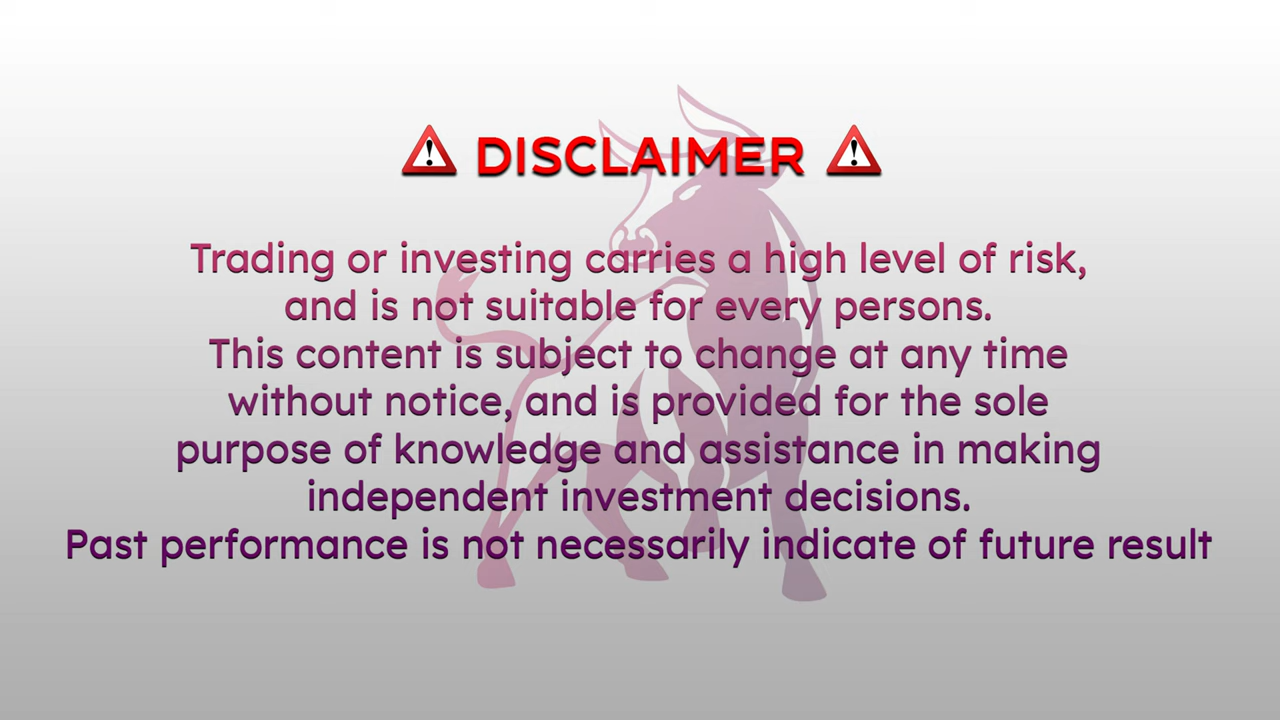 DISCLAIMER
Trading or investing carries a high level of risk,
and is not suitable for every persons.
This content is subject to change at any time
without notice, and is provided for the sole
purpose of knowledge and assistance in making
independent investment decisions.
Past performance is not necessarily indicate of future result